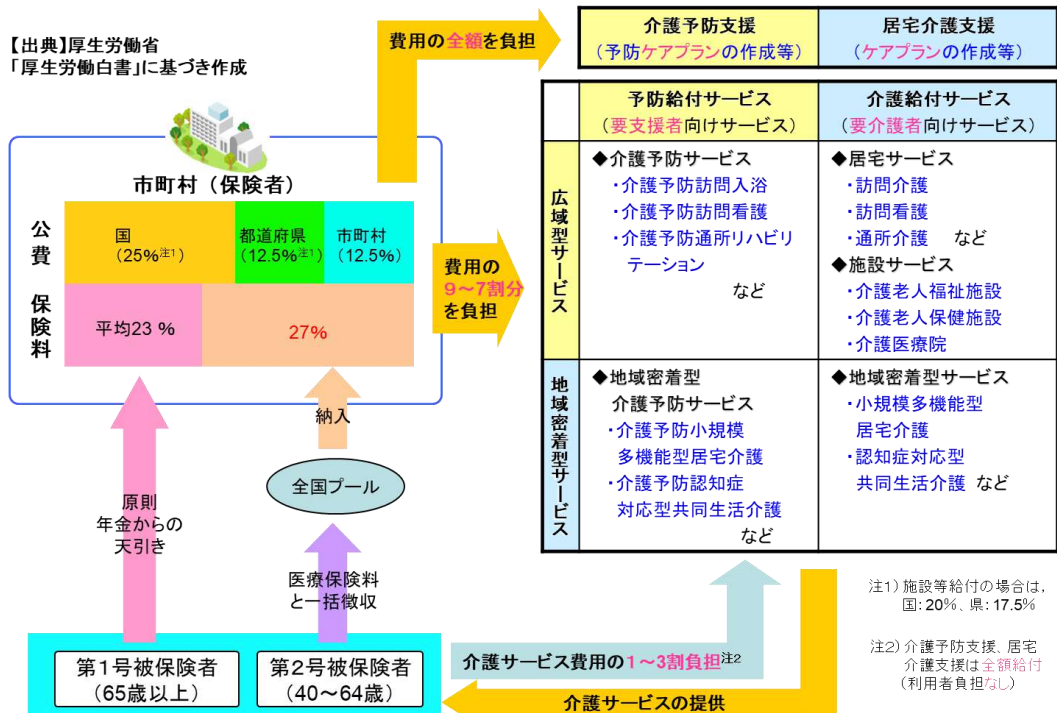 【出典】厚生労働省
「厚生労働白書」に基づき作成
市町村（保険者）
公費
国
（25%注1）
都道府県
（12.5%注1）
市町村
（12.5%）
保険料
平均23 %
27%
原則
年金からの
天引き
納入
全国プール
医療保険料
と一括徴収
第1号被保険者
（65歳以上）
第2号被保険者
（40～64歳）
費用の全額を負担
費用の
9～7割分
を負担
介護予防支援
（予防ケアプランの作成等）
居宅介護支援
（ケアプランの作成等）
予防給付サービス
（要支援者向けサービス）
介護給付サービス
（要介護者向けサービス）
広域型サービス
◆介護予防サービス
・介護予防訪問入浴
・介護予防訪問看護
・介護予防通所リハビリ
テーション
など
◆居宅サービス
・訪問介護
・訪問看護
・通所介護 など
◆施設サービス
・介護老人福祉施設
・介護老人保健施設
・介護医療院
地域密着型サービス
◆地域密着型
介護予防サービス
・介護予防小規模
多機能型居宅介護
・介護予防認知症
対応型共同生活介護
など
◆地域密着型サービス
・小規模多機能型
居宅介護
・認知症対応型
共同生活介護 など
介護サービス費用の1～3割負担注2
介護サービスの提供
注1）施設等給付の場合は，
国：20%、県：17.5%
注2）介護予防支援、居宅
介護支援は全額給付
（利用者負担なし）